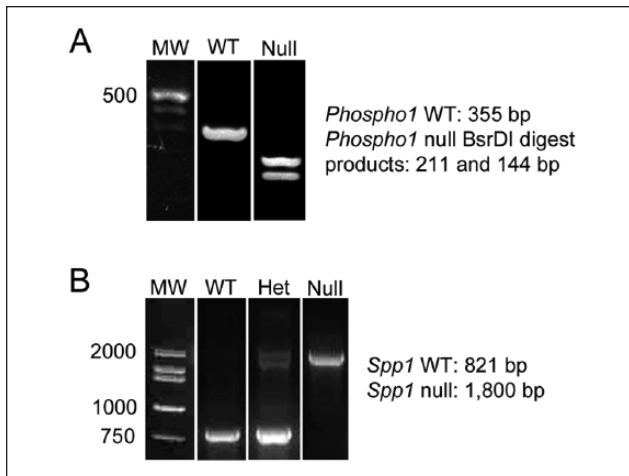 A
MW WT Null
500
Phospho1 WT: 355 bp
Phospho1 null BsrDI digest
products: 211 and 144 bp
B
MW WT Het Null
2000
1000
750
Spp1 WT: 821 bp
Spp1 null: 1,800 bp